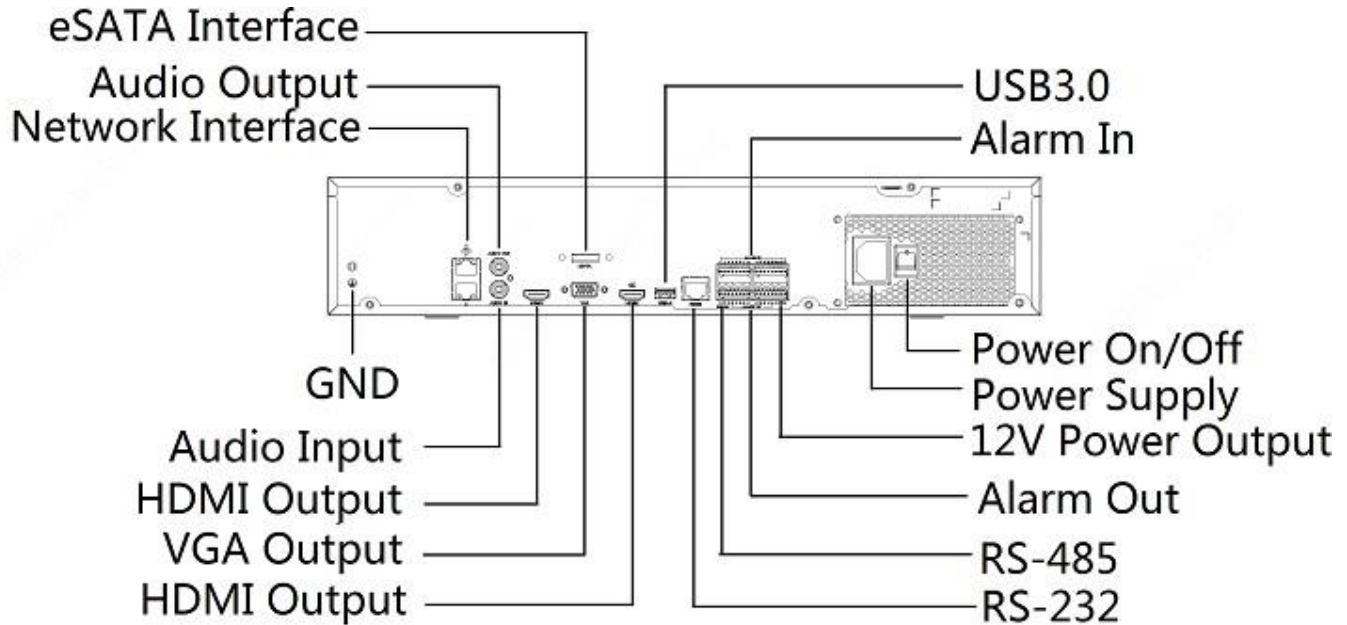 eSATA Interface
Audio Output
Network Interface
USB3.0
Alarm In
GND
Audio Input
HDMI Output
VGA Output
HDMI Output
Power On/Off
Power Supply
12V Power Output
Alarm Out
RS-485
RS-232